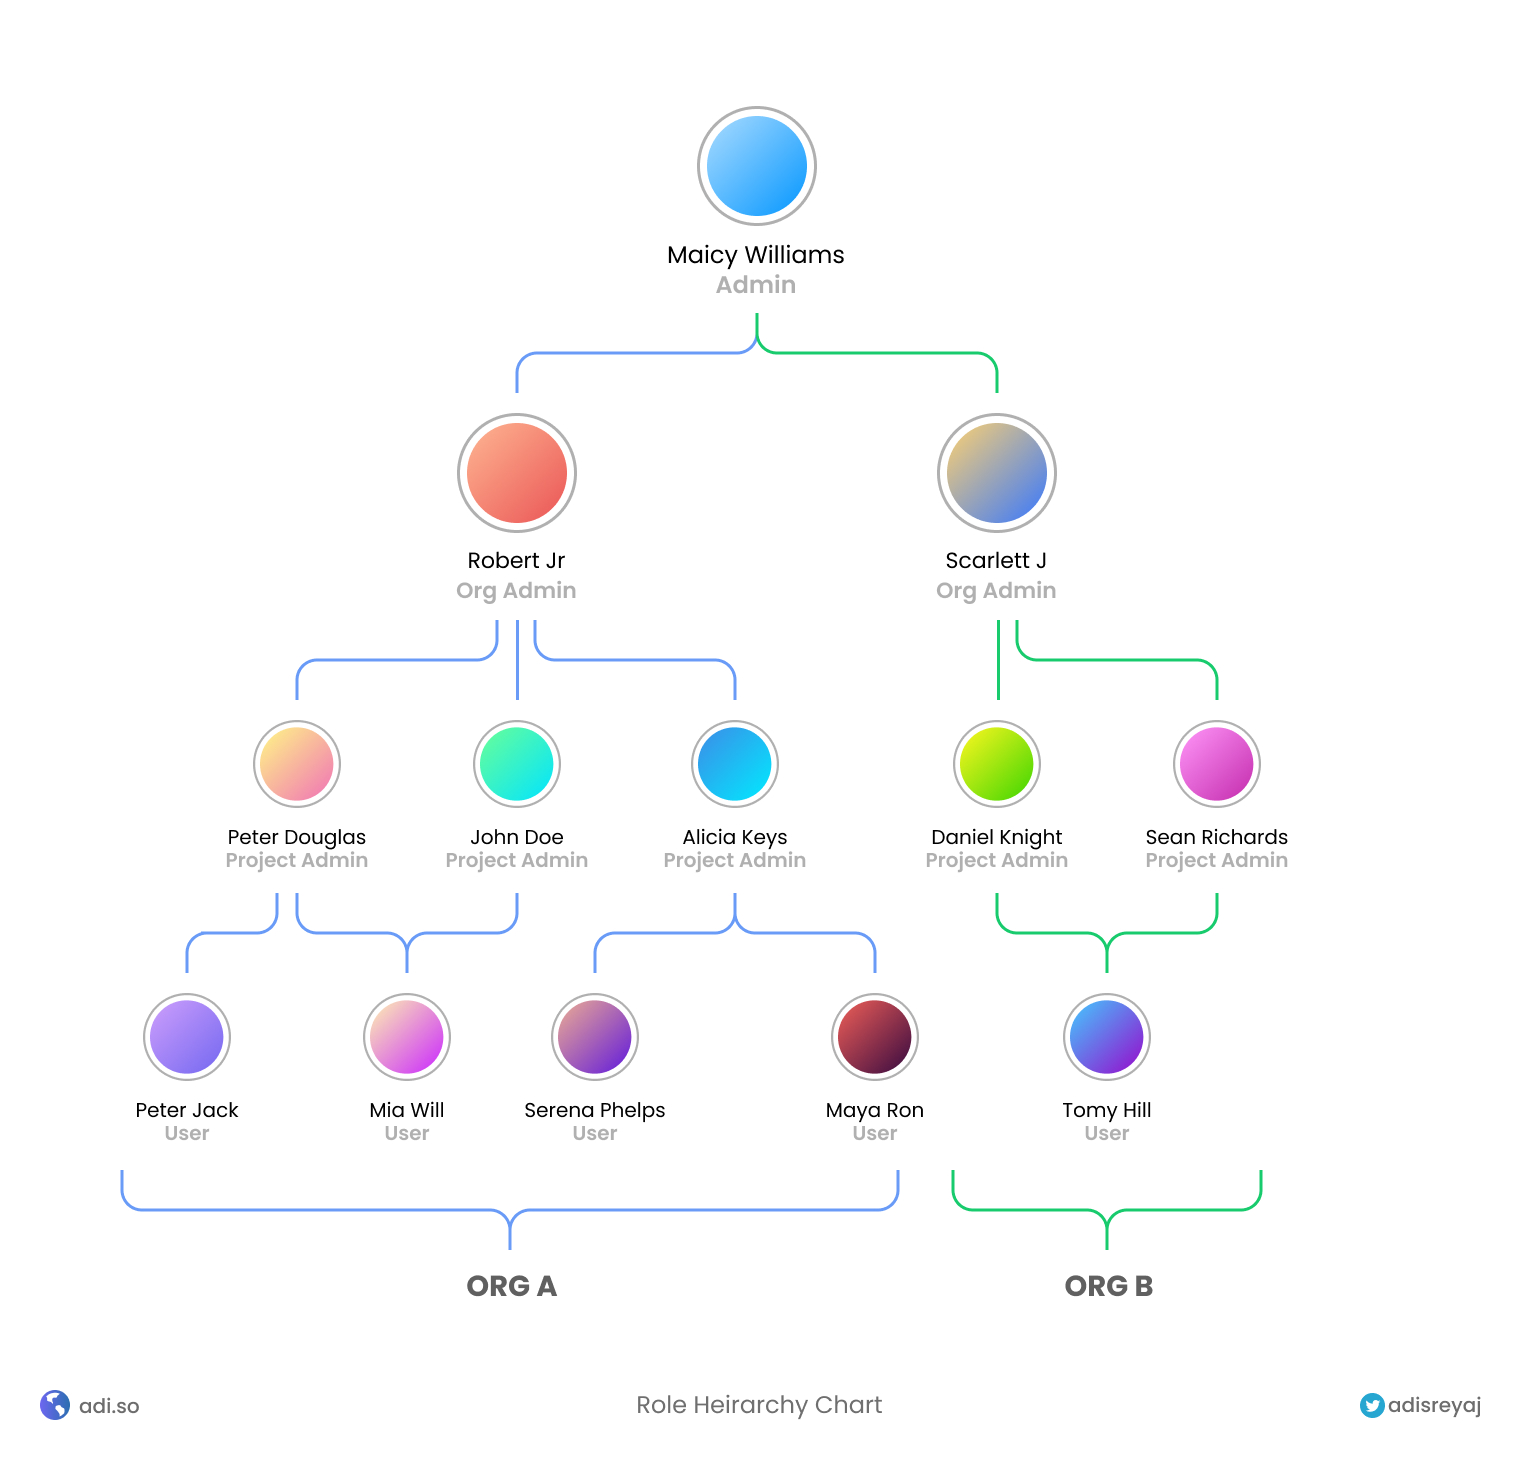 Maicy Williams
Admin
Robert Jr
Org Admin
Scarlett J
Org Admin
Peter Douglas
Project Admin
John Doe
Project Admin
Alicia Keys
Project Admin
Daniel Knight
Project Admin
Sean Richards
Project Admin
Peter Jack
User
Mia Will
User
Serena Phelps
User
Maya Ron
User
Tomy Hill
User
ORG A
ORG B
adi.so
Role Heirarchy Chart
adisreyaj